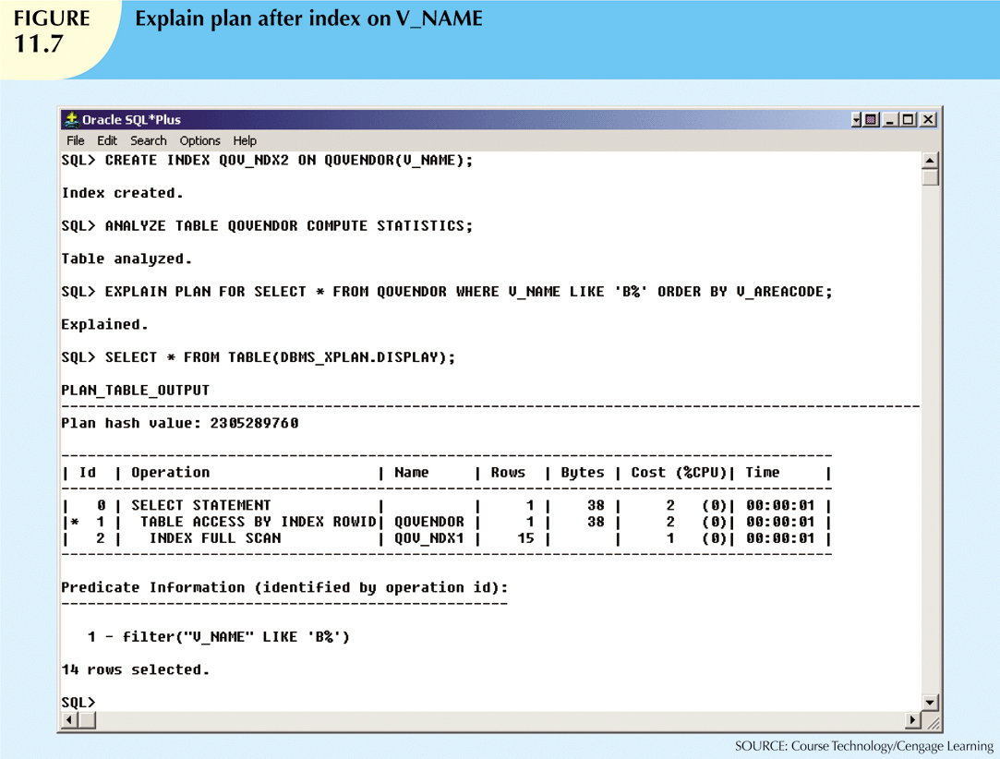 FIGURE
11.7
Explain plan after index on V_NAME
Oracle SQL*Plus
File Edit Search Options Help
SQL> CREATE INDEX QOV_NDX2 ON QOVENDOR(V_NAME);
Index created.
SQL> ANALYZE TABLE QOVENDOR COMPUTE STATISTICS;
Table analyzed.
SQL> EXPLAIN PLAN FOR SELECT * FROM QOVENDOR WHERE V_NAME LIKE 'B%' ORDER BY V_AREACODE;
Explained.
SQL> SELECT * FROM TABLE(DBMS_XPLAN.DISPLAY);
PLAN_TABLE_OUTPUT
--------------------------------------------------------------------------------------------------
Plan hash value: 2305289760
----------------------------------------------------------------------------------------
| Id  | Operation                   | Name     | Rows  | Bytes | Cost (%CPU)| Time     |
----------------------------------------------------------------------------------------
|   0 | SELECT STATEMENT            |          |     1 |    38 |     2   (0)| 00:00:01 |
|*  1 |  TABLE ACCESS BY INDEX ROWID| QOVENDOR |     1 |    38 |     2   (0)| 00:00:01 |
|   2 |   INDEX FULL SCAN           | QOV_NDX1 |    15 |       |     1   (0)| 00:00:01 |
----------------------------------------------------------------------------------------
Predicate Information (identified by operation id):
---------------------------------------------------
1 - filter("V_NAME" LIKE 'B%')
14 rows selected.
SQL>
SOURCE: Course Technology/Cengage Learning